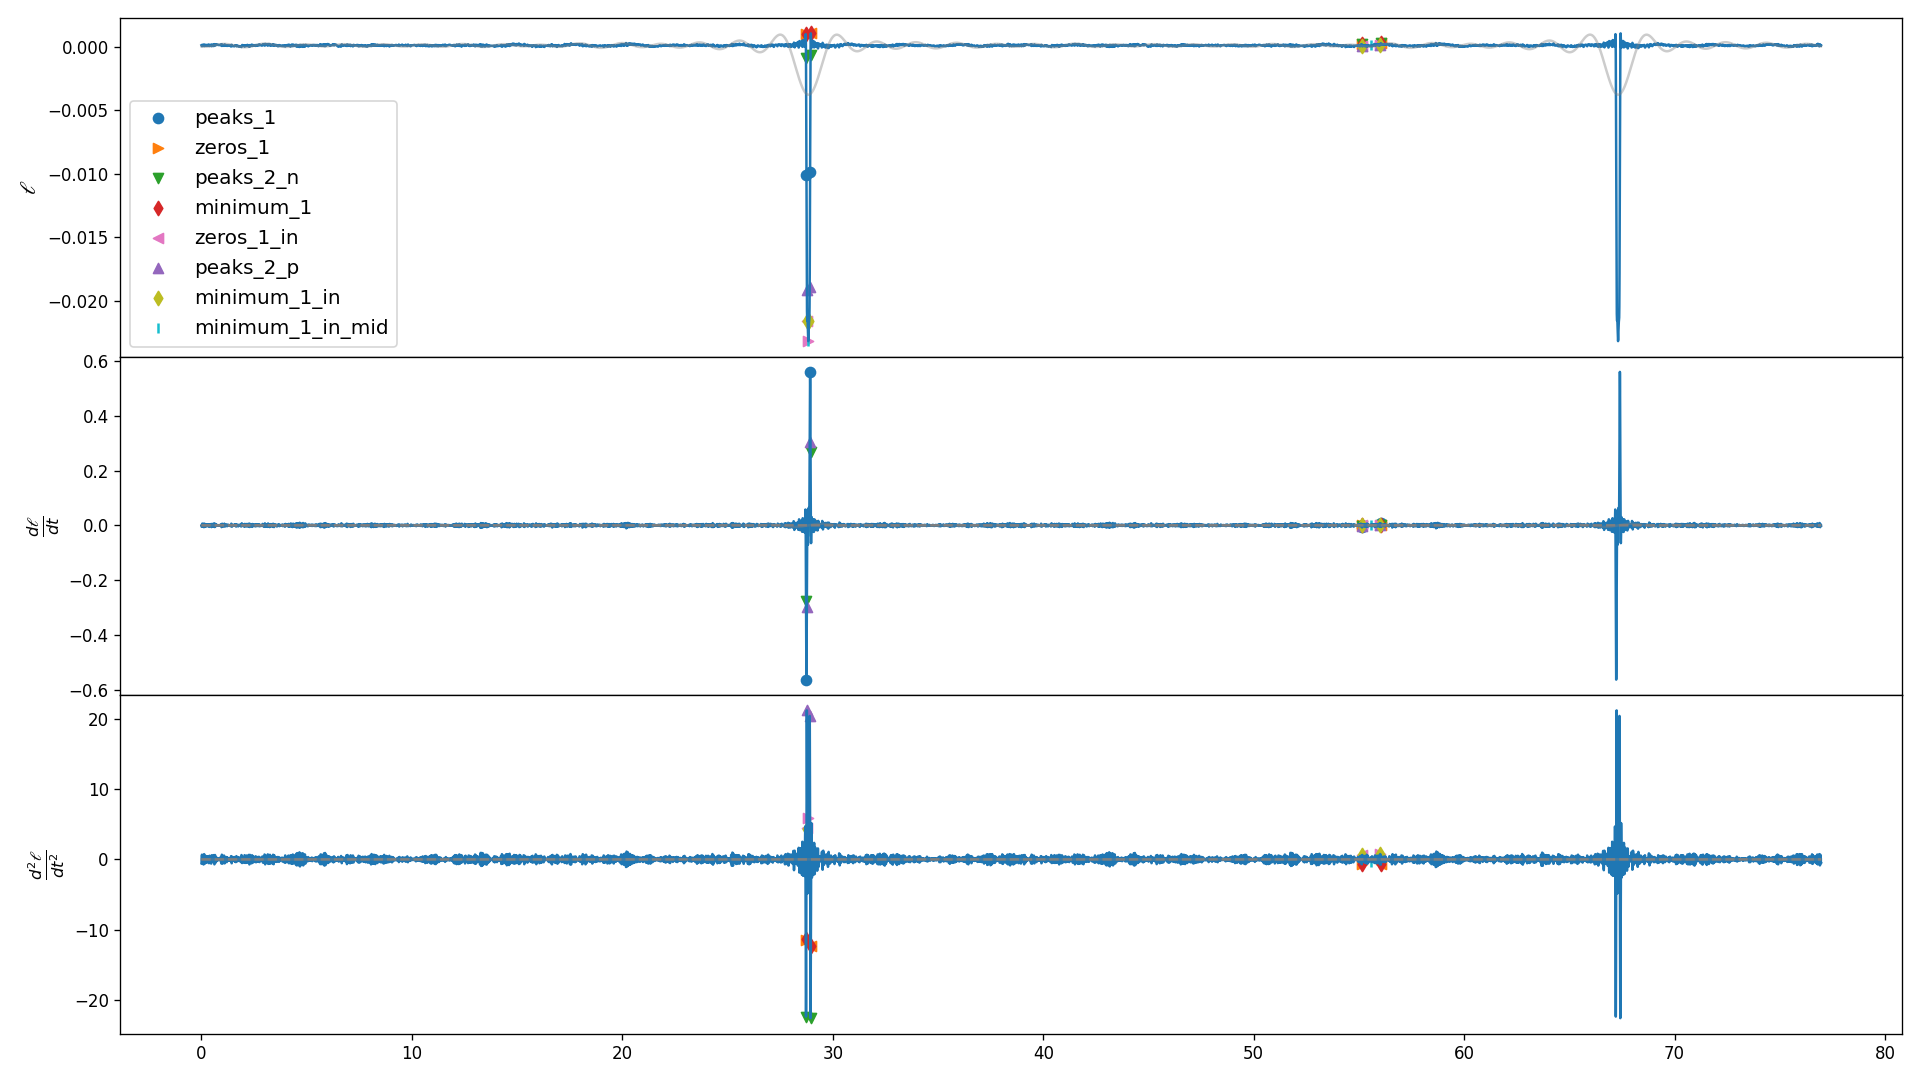 0.000
−0.005
−0.010
−0.015
−0.020
ℓ
peaks_1
zeros_1
peaks_2_n
minimum_1
zeros_1_in
peaks_2_p
minimum_1_in
minimum_1_in_mid
0.6
0.4
0.2
0.0
−0.2
−0.4
−0.6
dℓ/dt
20
10
0
−10
−20
d²ℓ/dt²
0 10 20 30 40 50 60 70 80